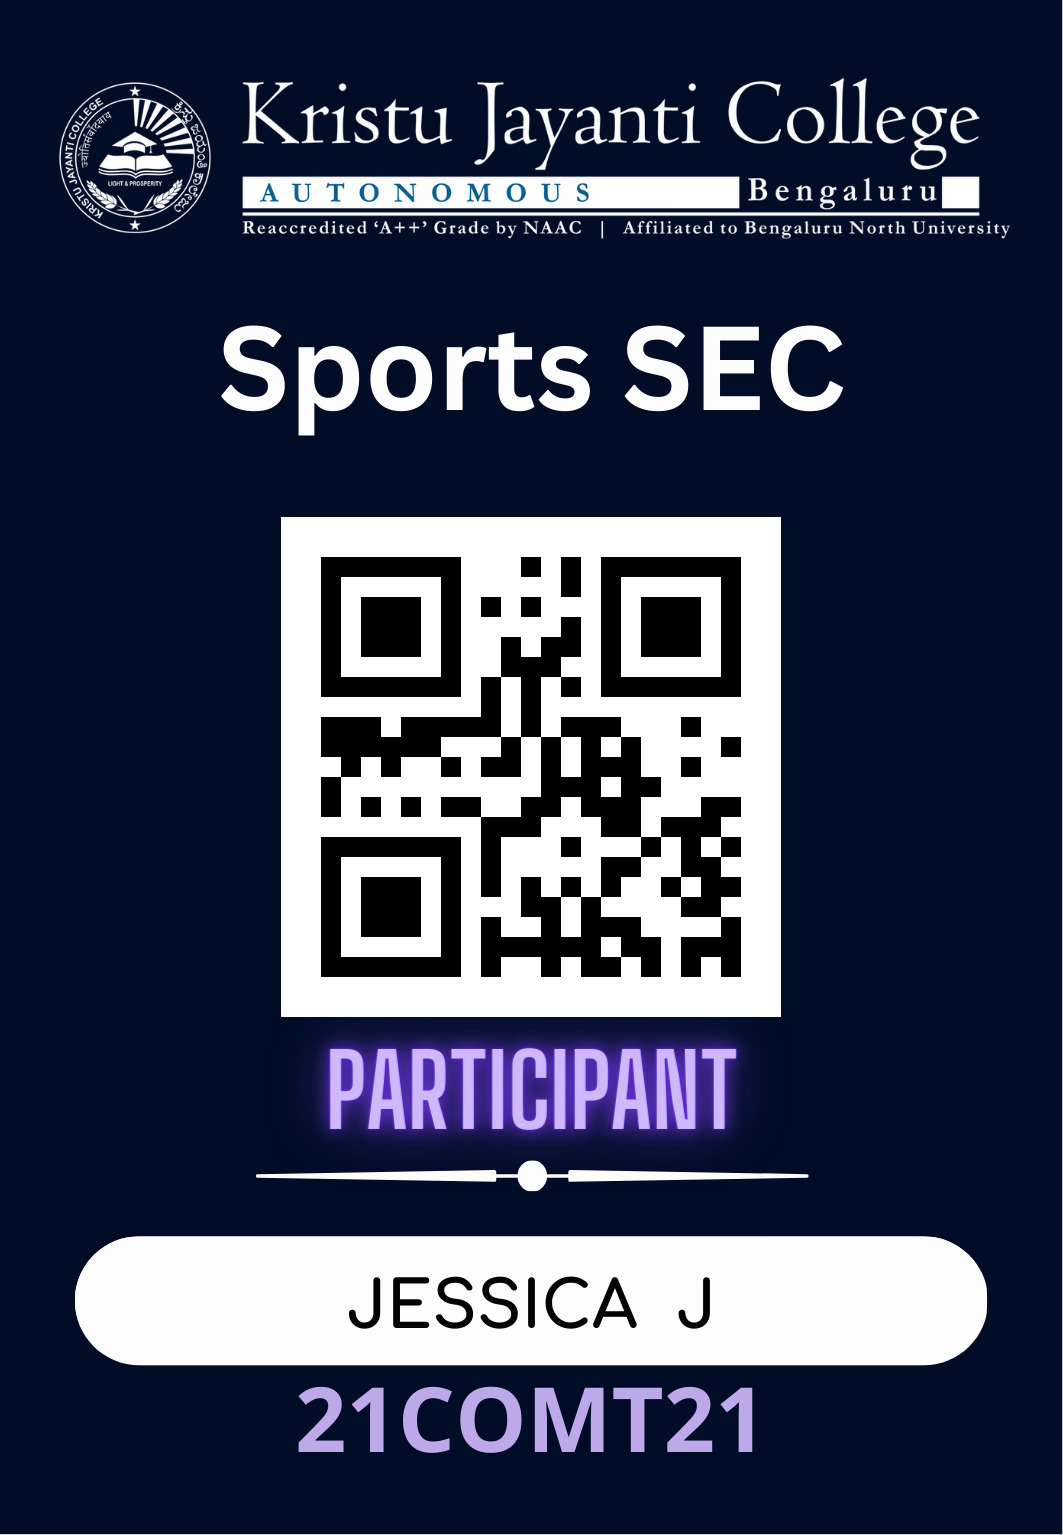 Kristu Jayanti College
AUTONOMOUS Bengaluru
Reaccredited ‘A++’ Grade by NAAC | Affiliated to Bengaluru North University
KRISTU JAYANTI COLLEGE
LIGHT & PROSPERITY
Sports SEC
PARTICIPANT
JESSICA J
21COMT21